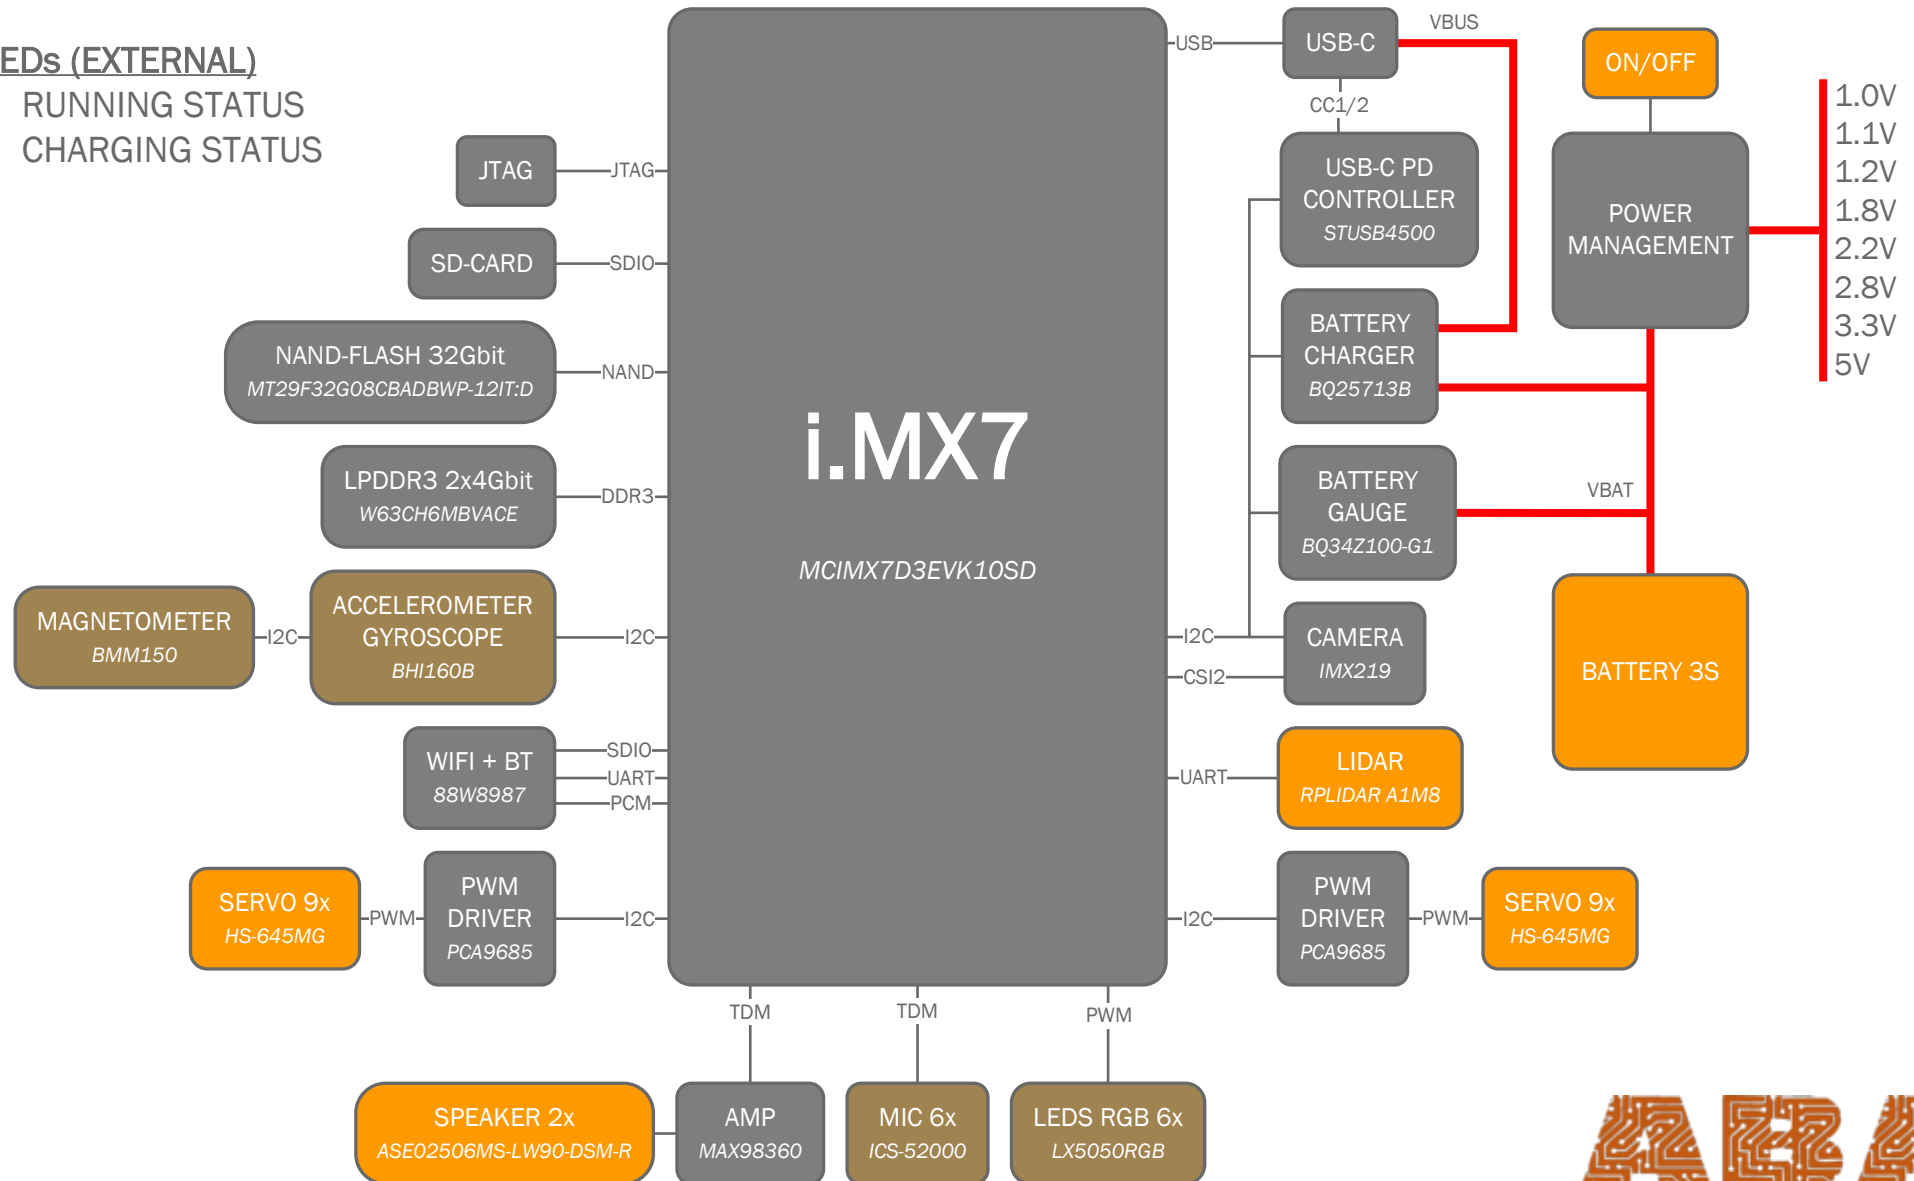 EDs (EXTERNAL)
RUNNING STATUS
CHARGING STATUS
JTAG
JTAG
SD-CARD
SDIO
NAND-FLASH 32Gbit
MT29F32G08CBADBWP-12IT:D
NAND
LPDDR3 2x4Gbit
W63CH6MBVACE
DDR3
MAGNETOMETER
BMM150
I2C
ACCELEROMETER
GYROSCOPE
BHI160B
I2C
WIFI + BT
88W8987
SDIO
UART
PCM
SERVO 9x
HS-645MG
PWM
PWM
DRIVER
PCA9685
I2C
i.MX7
MCIMX7D3EVK10SD
USB
USB-C
VBUS
CC1/2
USB-C PD
CONTROLLER
STUSB4500
BATTERY
CHARGER
BQ25713B
BATTERY
GAUGE
BQ34Z100-G1
VBAT
I2C
CSI2
CAMERA
IMX219
UART
LIDAR
RPLIDAR A1M8
I2C
PWM
DRIVER
PCA9685
PWM
SERVO 9x
HS-645MG
ON/OFF
POWER
MANAGEMENT
1.0V
1.1V
1.2V
1.8V
2.2V
2.8V
3.3V
5V
BATTERY 3S
TDM
TDM
PWM
SPEAKER 2x
ASE02506MS-LW90-DSM-R
AMP
MAX98360
MIC 6x
ICS-52000
LEDS RGB 6x
LX5050RGB